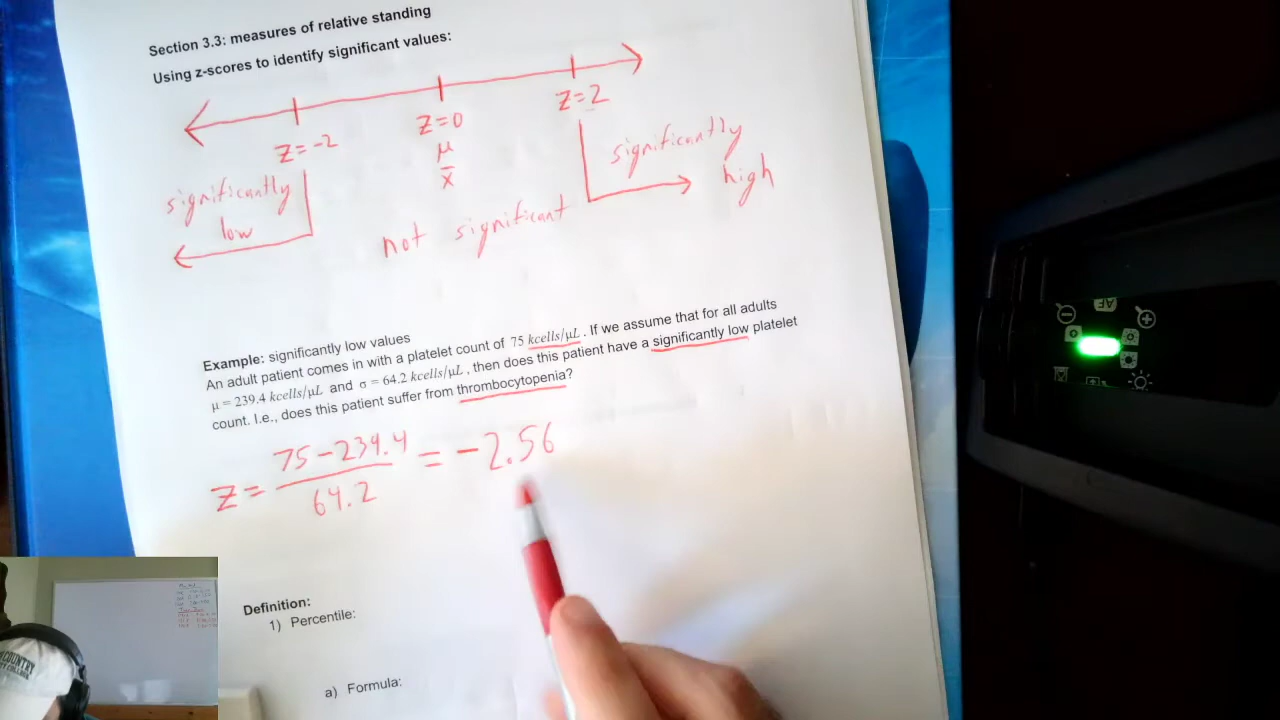 Section 3.3: measures of relative standing
Using z-scores to identify significant values:
z=-2 z=0 z=2
μ
x̄
significantly low
not significant
significantly high
Example: significantly low values
An adult patient comes in with a platelet count of 75 kcells/μL. If we assume that for all adults
μ = 239.4 kcells/μL and σ = 64.2 kcells/μL, then does this patient have a significantly low platelet
count. I.e., does this patient suffer from thrombocytopenia?
z = (75-239.4)/64.2 = -2.56
Definition:
1) Percentile:
a) Formula:
AF
COUNTRY